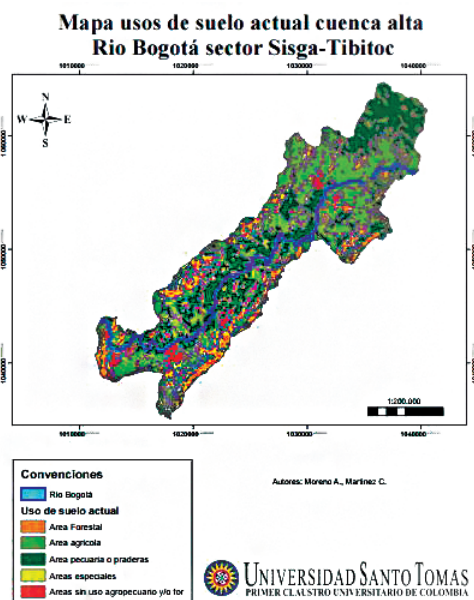 Mapa usos de suelo actual cuenca alta
Rio Bogotá sector Sisga-Tibitoc
1010000 1020000 1030000 1040000
N
W E
S
1:200.000
1010000 1020000 1030000 1040000
Convenciones
Rio Bogotá
Uso de suelo actual
Area Forestal
Area agricola
Area pecuaria o praderas
Areas especiales
Areas sin uso agropecuario y/o for
Autores: Moreno A., Martinez C.
UNIVERSIDAD SANTO TOMAS
PRIMER CLAUSTRO UNIVERSITARIO DE COLOMBIA